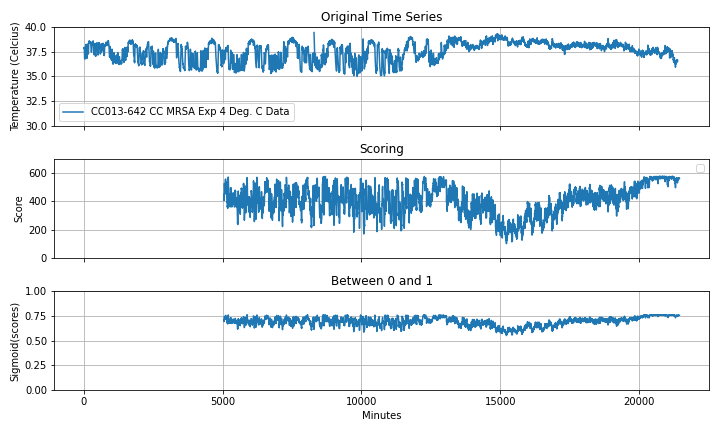 Original Time Series
Temperature (Celcius)
40.0
37.5
35.0
32.5
30.0
CC013-642 CC MRSA Exp 4 Deg. C Data
Scoring
Score
600
400
200
0
Between 0 and 1
Sigmoid(scores)
1.00
0.75
0.50
0.25
0.00
0 5000 10000 15000 20000
Minutes